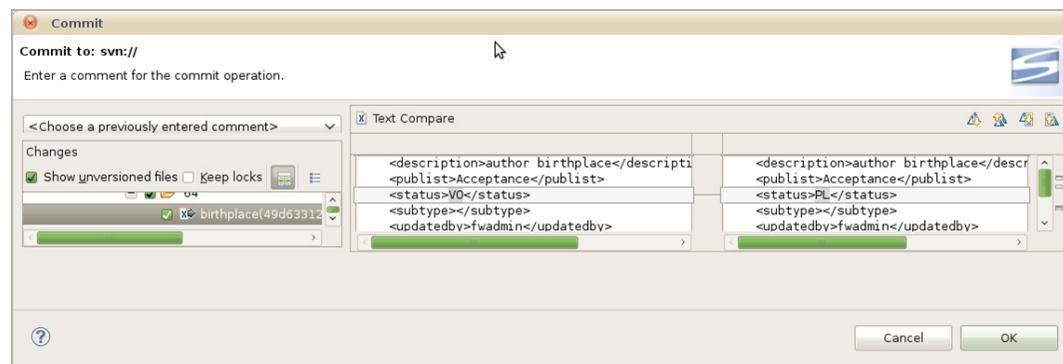 Commit
Commit to: svn://
Enter a comment for the commit operation.
<Choose a previously entered comment>
Changes
Show unversioned files
Keep locks
64
birthplace(49d63312
Text Compare
<description>author birthplace</descripti
<publist>Acceptance</publist>
<status>VO</status>
<subtype></subtype>
<updatedby>fwadmin</updatedby>
<description>author birthplace</descr
<publist>Acceptance</publist>
<status>PL</status>
<subtype></subtype>
<updatedby>fwadmin</updatedby>
Cancel
OK